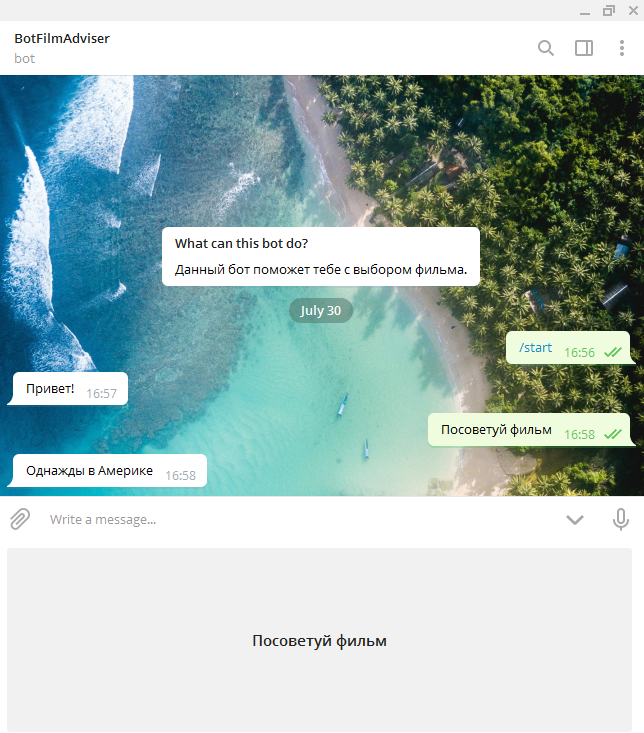 BotFilmAdviser
bot
What can this bot do?
Данный бот поможет тебе с выбором фильма.
July 30
/start 16:56
Привет! 16:57
Посоветуй фильм 16:58
Однажды в Америке 16:58
Write a message...
Посоветуй фильм